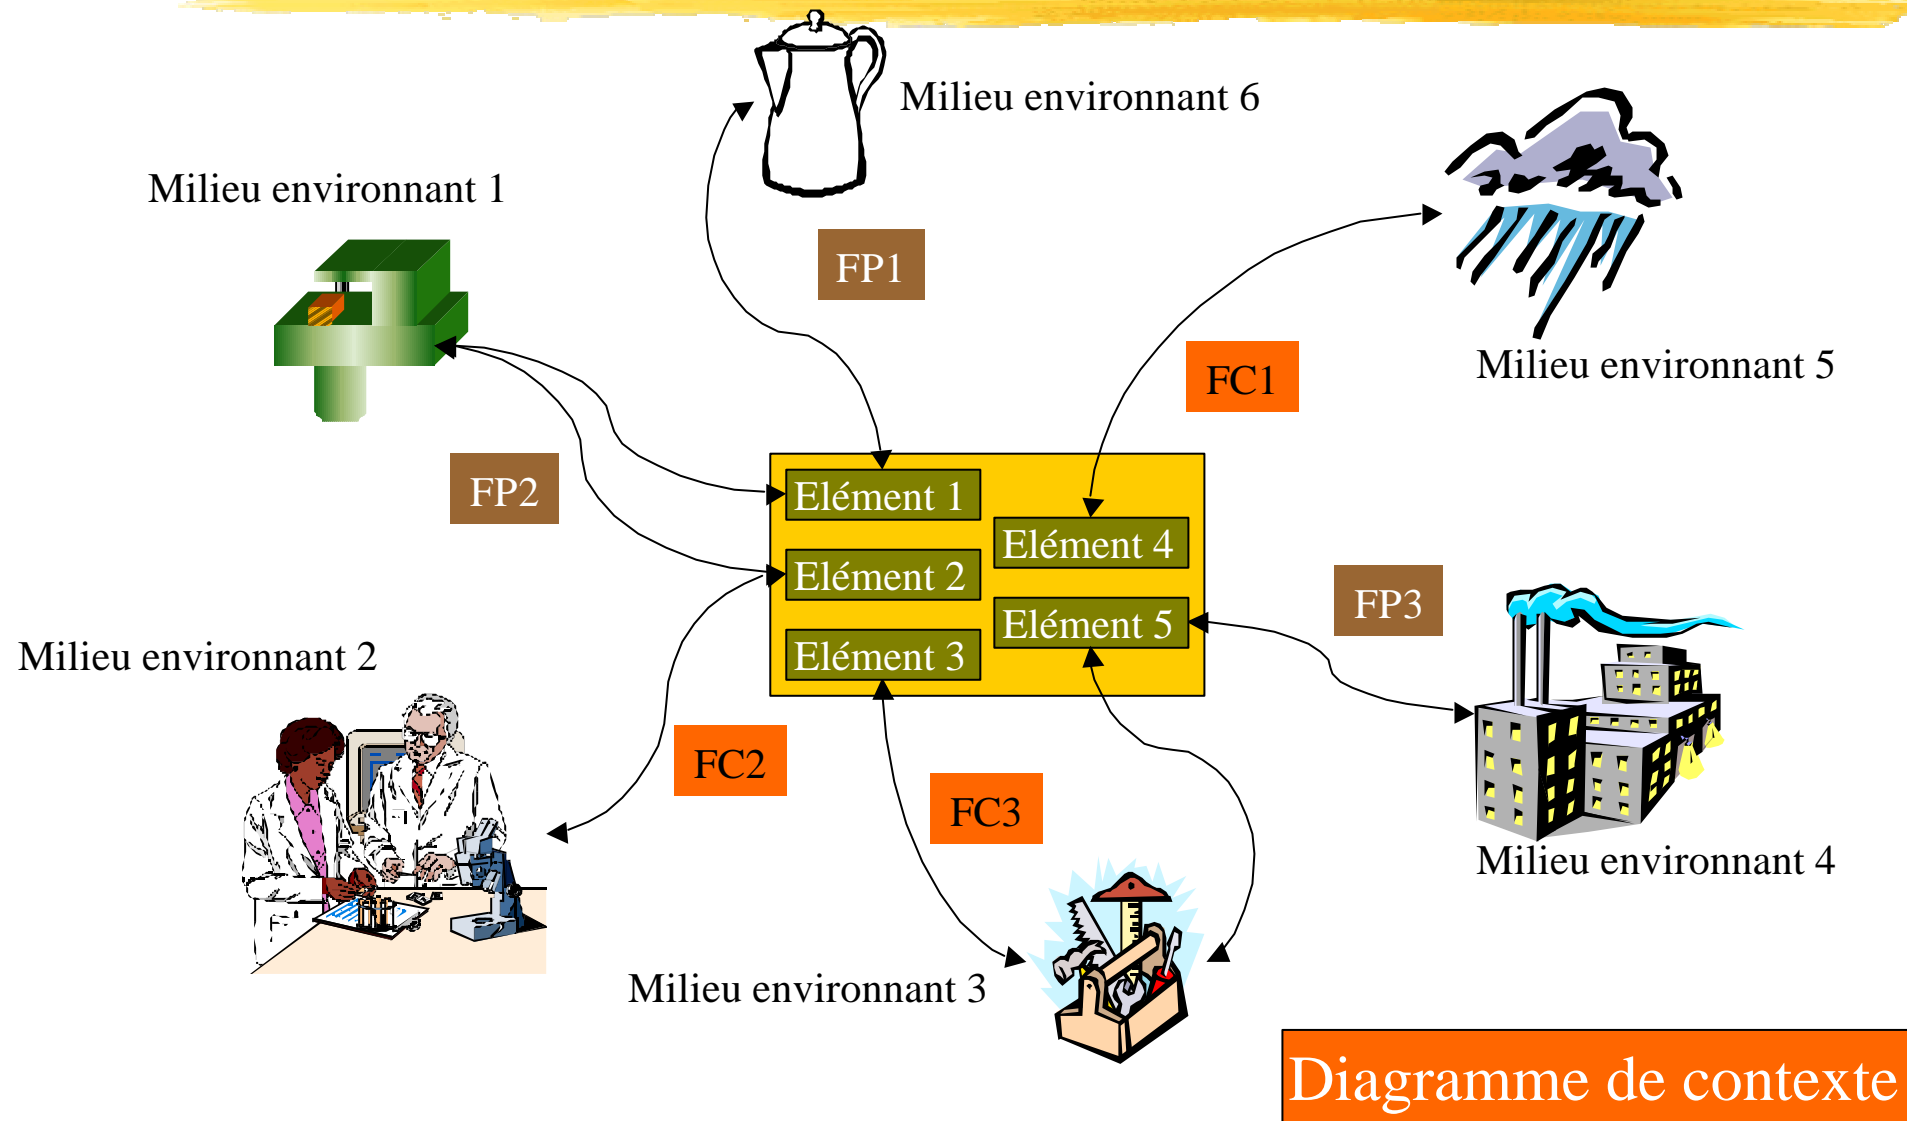 Milieu environnant 6
Milieu environnant 1
FP1
Milieu environnant 5
FC1
FP2
Elément 1
Elément 4
Elément 2
FP3
Elément 5
Elément 3
Milieu environnant 2
FC2
FC3
Milieu environnant 4
Milieu environnant 3
Diagramme de contexte